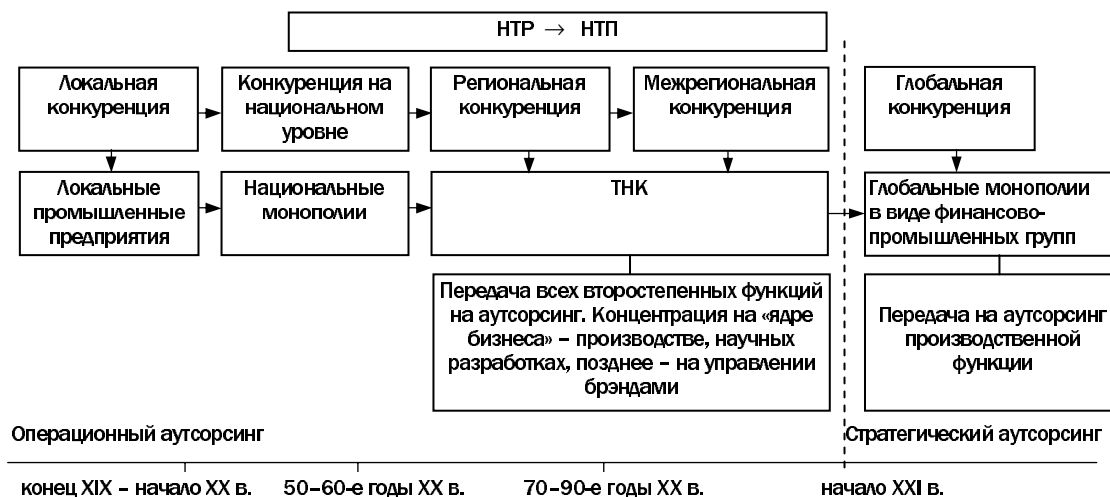 НТР → НТП
Локальная
конкуренция
Конкуренция на
национальном
уровне
Региональная
конкуренция
Межрегиональная
конкуренция
Глобальная
конкуренция
Локальные
промышленные
предприятия
Национальные
монополии
ТНК
Глобальные монополии
в виде финансово-
промышленных групп
Передача всех второстепенных функций
на аутсорсинг. Концентрация на «ядре
бизнеса» – производстве, научных
разработках, позднее – на управлении
брэндами
Передача на аутсорсинг
производственной
функции
Операционный аутсорсинг
Стратегический аутсорсинг
конец XIX – начало XX в.
50–60-е годы XX в.
70–90-е годы XX в.
начало XXI в.